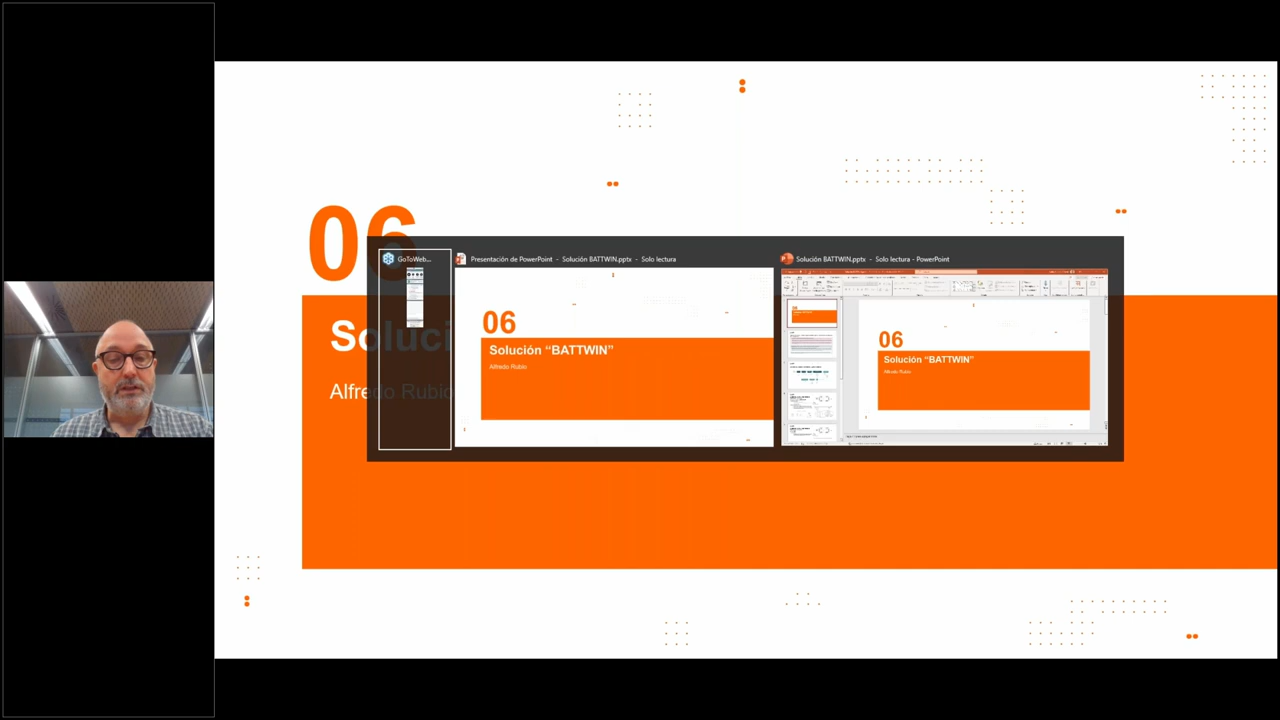 06
Solución
Alfredo Rubio
GoToWeb...
Presentación de PowerPoint - Solución BATTWIN.pptx - Solo lectura
06
Solución “BATTWIN”
Alfredo Rubio
Solución BATTWIN.pptx - Solo lectura - PowerPoint
06
Solución “BATTWIN”
Alfredo Rubio